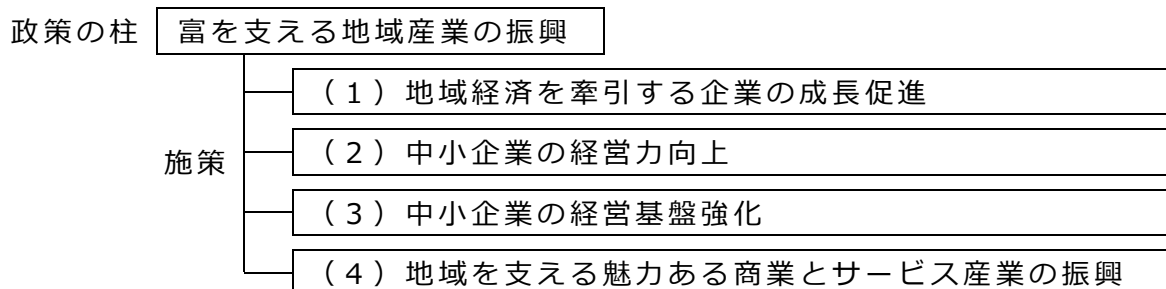 政策の柱 富を支える地域産業の振興
（1）地域経済を牽引する企業の成長促進
（2）中小企業の経営力向上
施策
（3）中小企業の経営基盤強化
（4）地域を支える魅力ある商業とサービス産業の振興